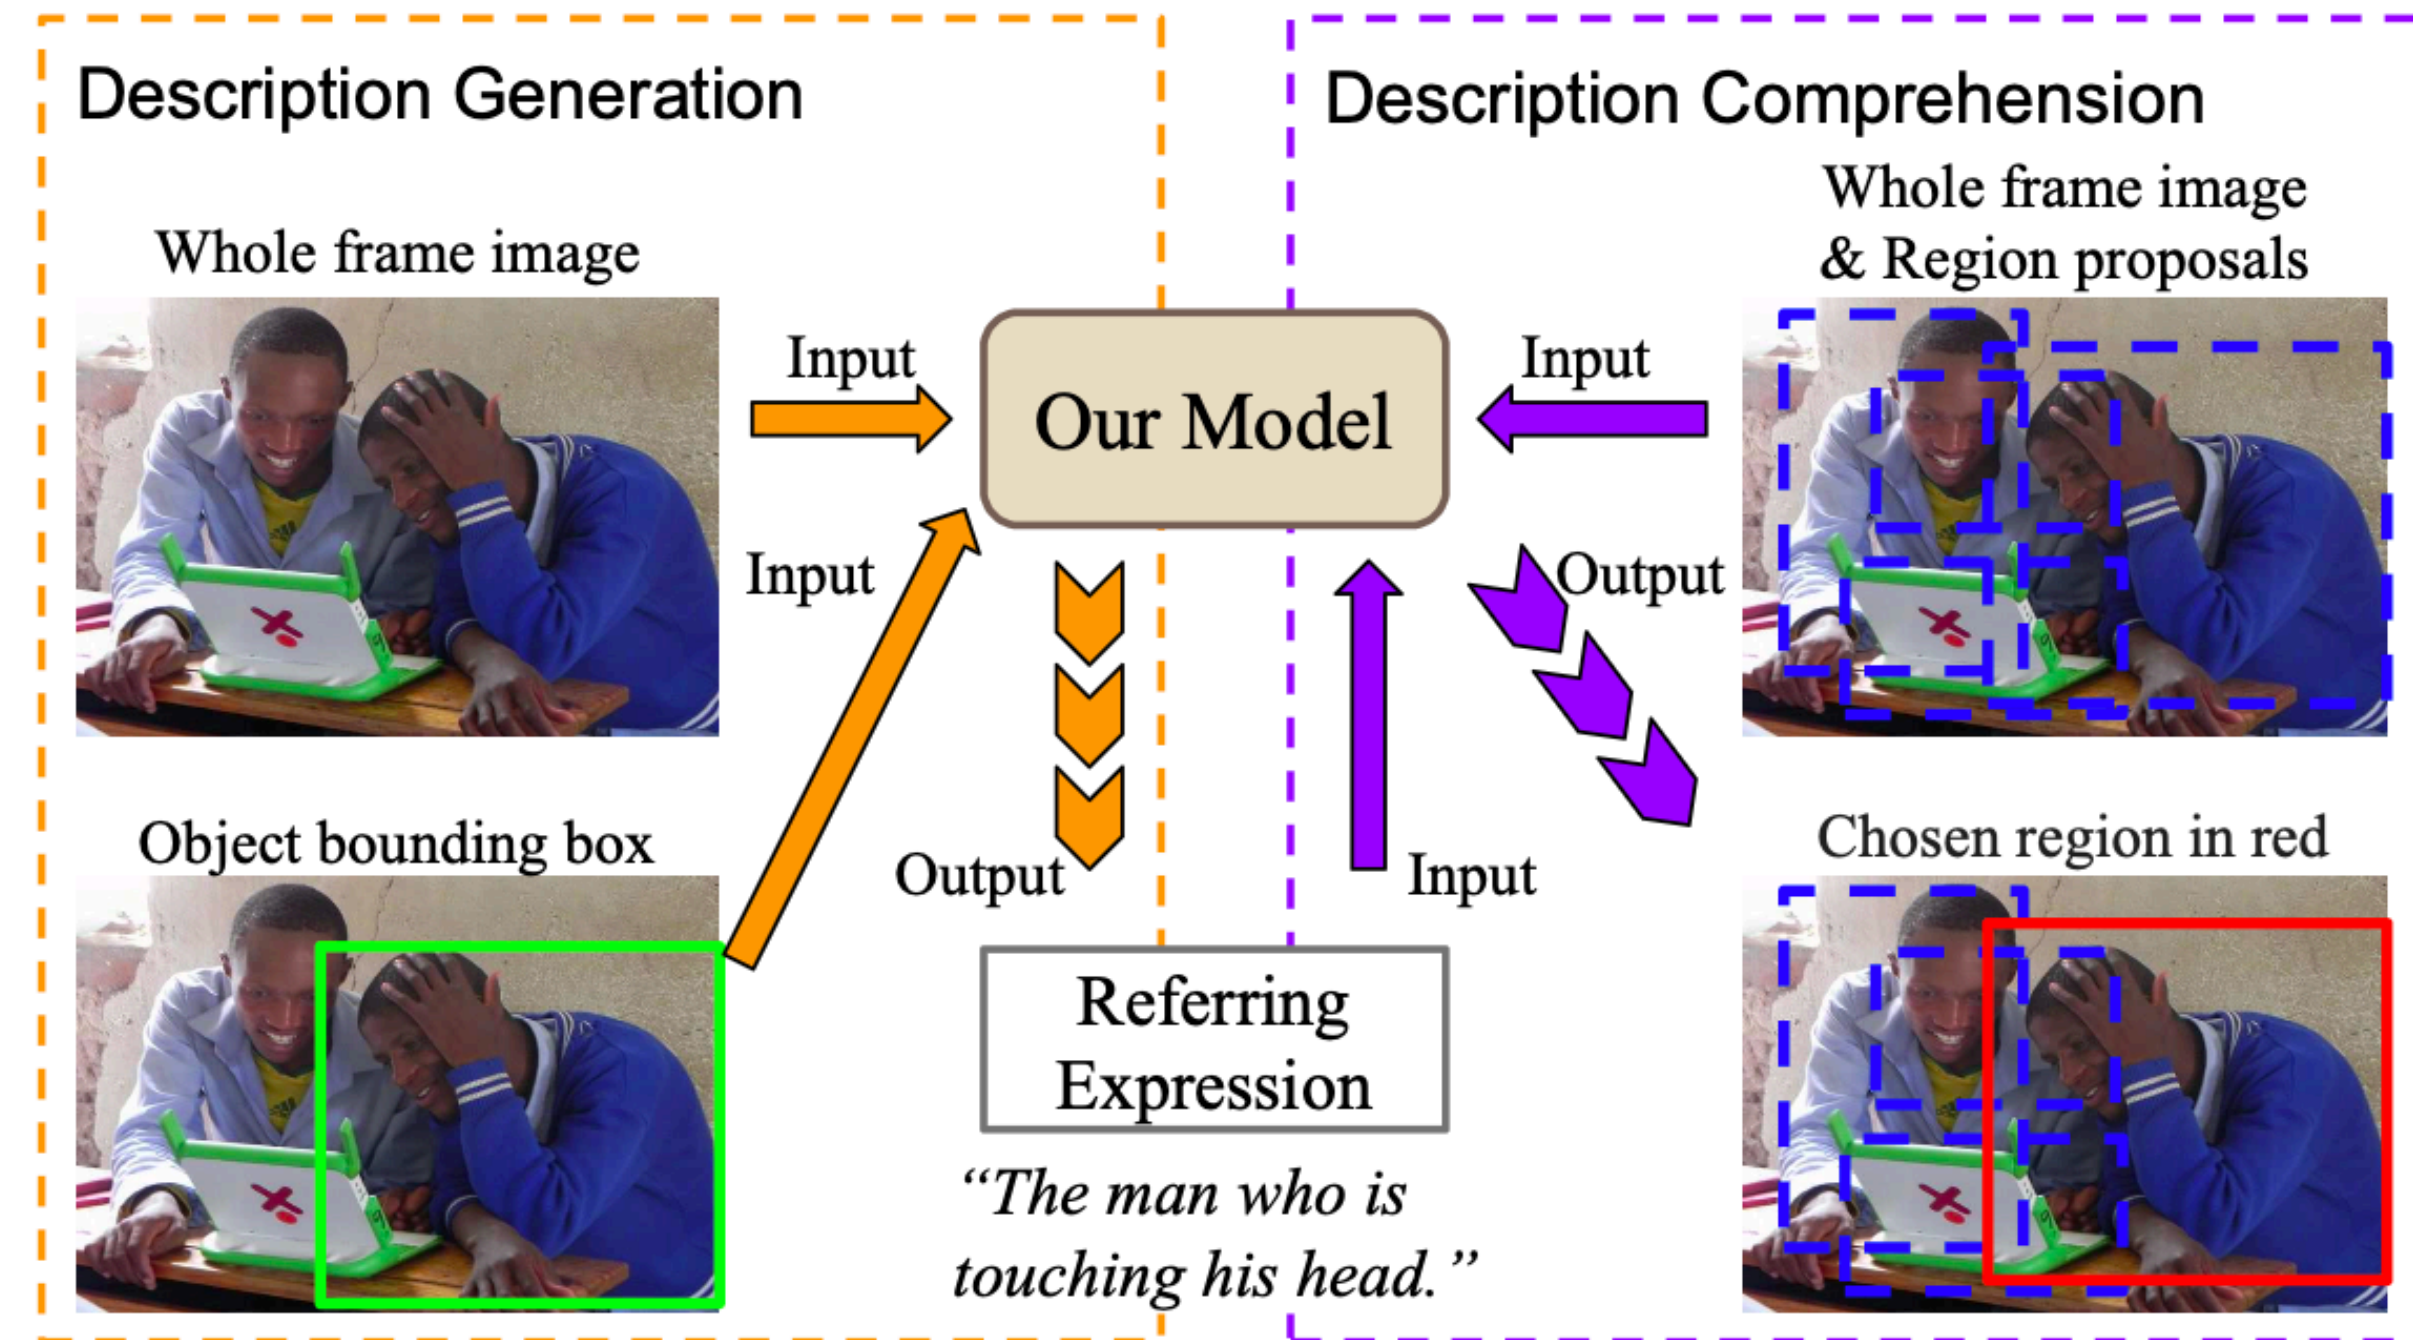 Description Generation
Whole frame image
Input
Input
Object bounding box
Output
Our Model
Referring
Expression
“The man who is
touching his head.”
Description Comprehension
Whole frame image
& Region proposals
Input
Output
Input
Chosen region in red